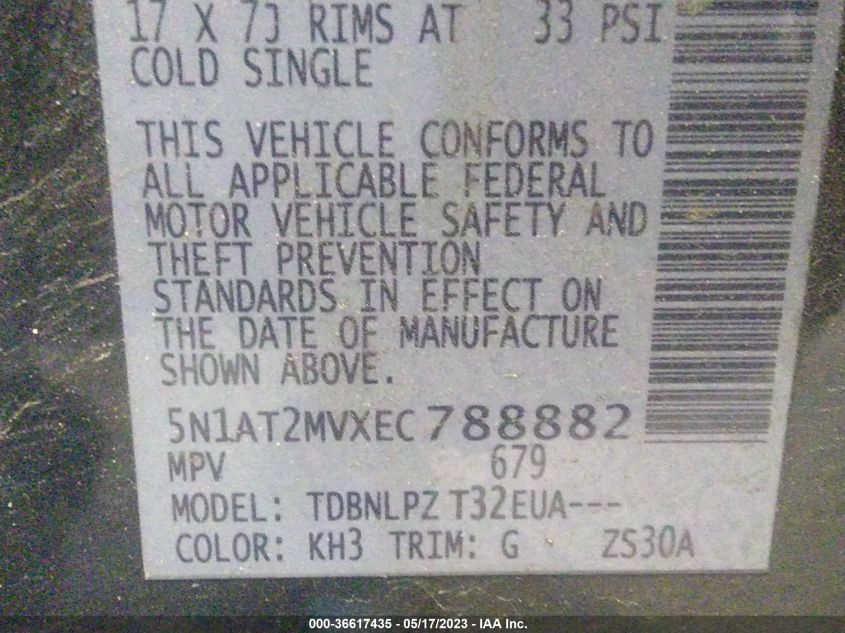 17 X 7J RIMS AT 33 PSI
COLD SINGLE
THIS VEHICLE CONFORMS TO
ALL APPLICABLE FEDERAL
MOTOR VEHICLE SAFETY AND
THEFT PREVENTION
STANDARDS IN EFFECT ON
THE DATE OF MANUFACTURE
SHOWN ABOVE.
5N1AT2MVXEC788882
MPV 679
MODEL: TDBNLPZ T32EUA---
COLOR: KH3 TRIM: G ZS30A
000-36617435 - 05/17/2023 - IAA Inc.